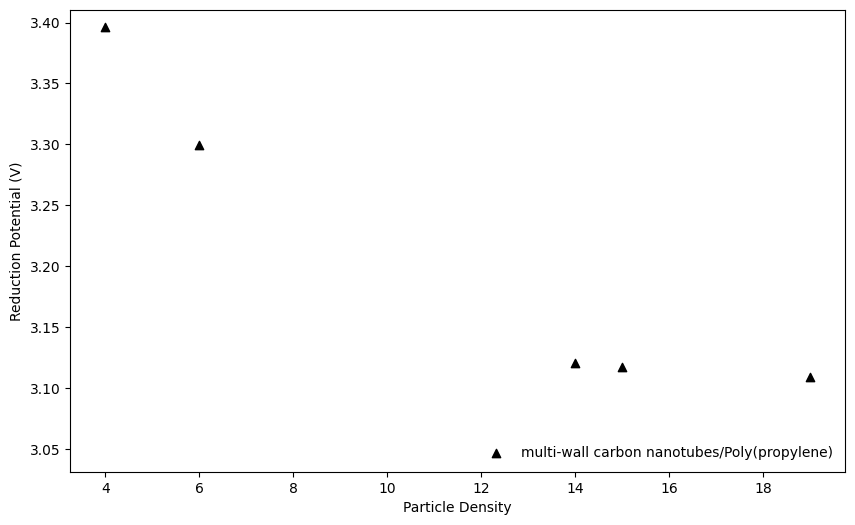 3.40
3.35
3.30
3.25
3.20
3.15
3.10
3.05
Reduction Potential (V)
multi-wall carbon nanotubes/Poly(propylene)
4 6 8 10 12 14 16 18
Particle Density